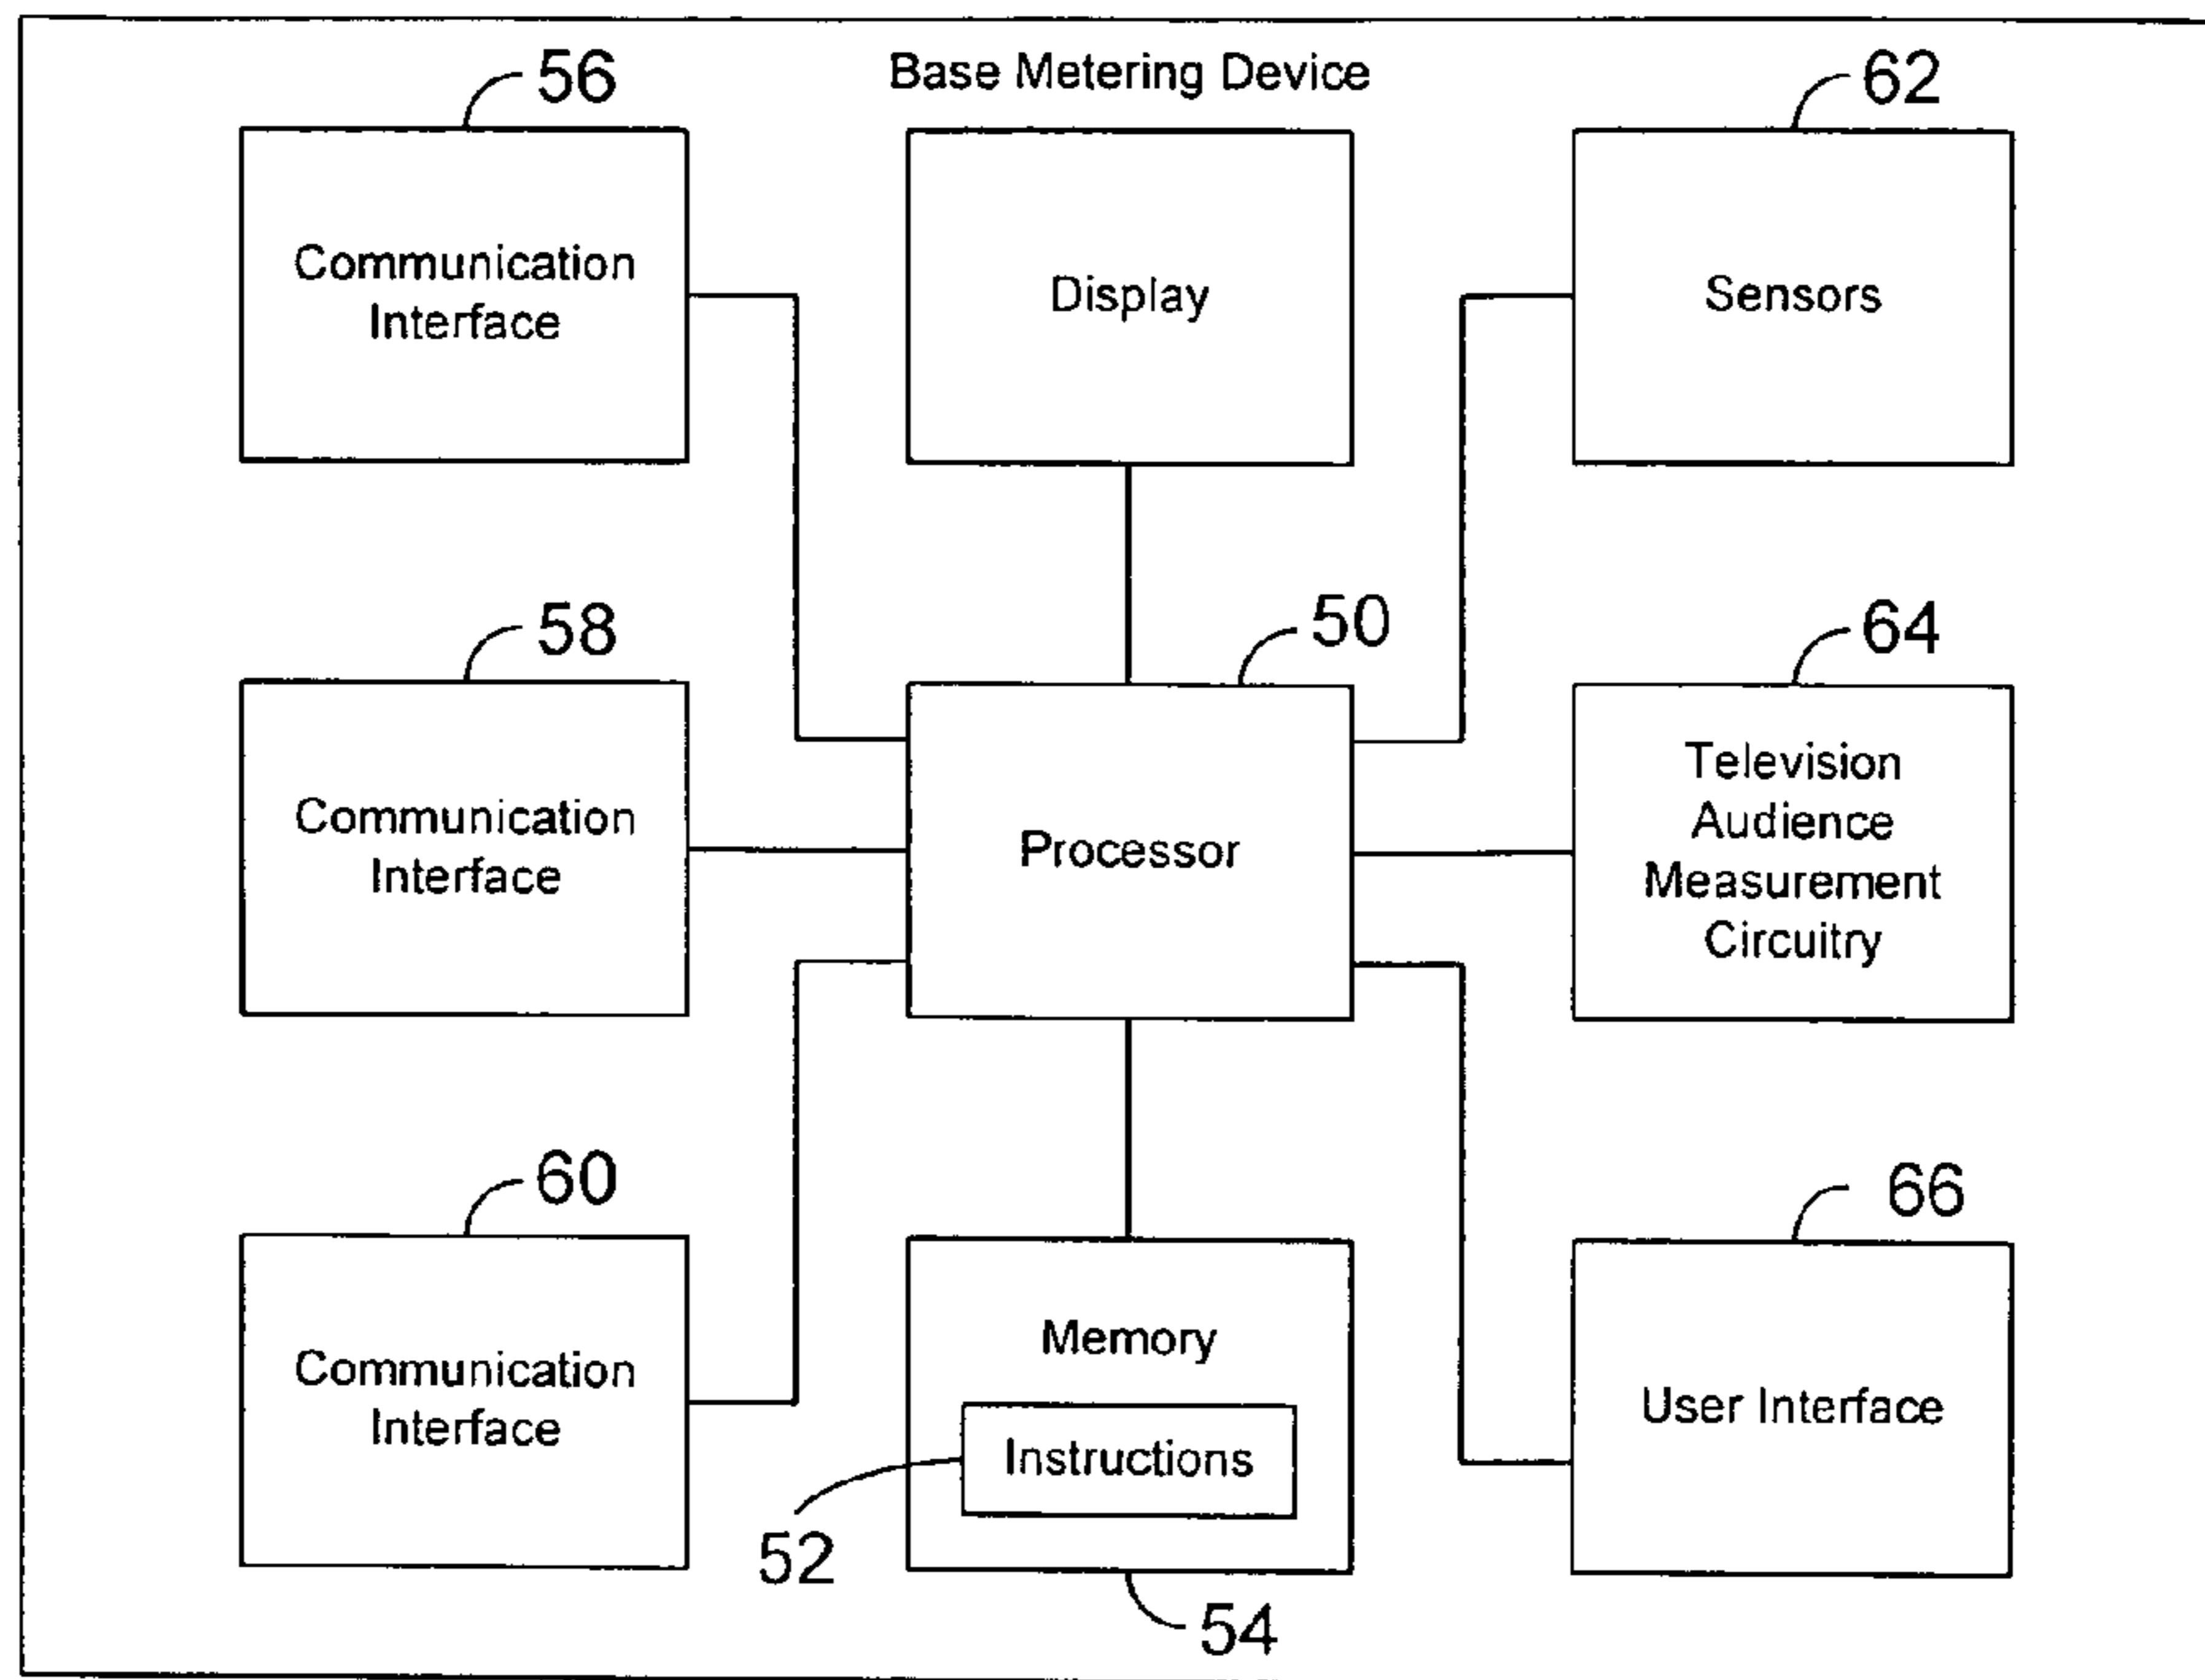 Base Metering Device
56
62
Communication
Interface
Display
Sensors
58
50
64
Communication
Interface
Processor
Television
Audience
Measurement
Circuitry
60
66
Communication
Interface
Memory
Instructions
User Interface
52
54